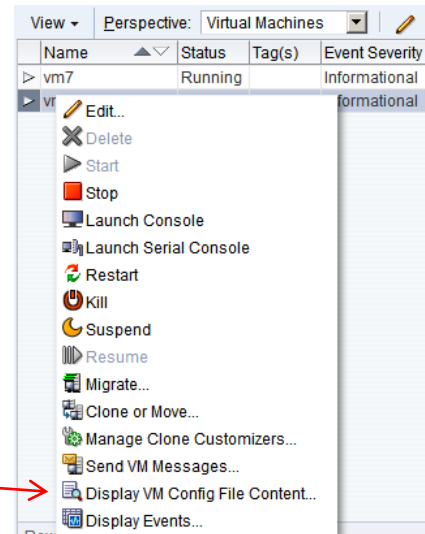 View Perspective: Virtual Machines
Name Status Tag(s) Event Severity
vm7 Running Informational
formational
Edit...
Delete
Start
Stop
Launch Console
Launch Serial Console
Restart
Kill
Suspend
Resume
Migrate...
Clone or Move...
Manage Clone Customizers...
Send VM Messages...
Display VM Config File Content...
Display Events...